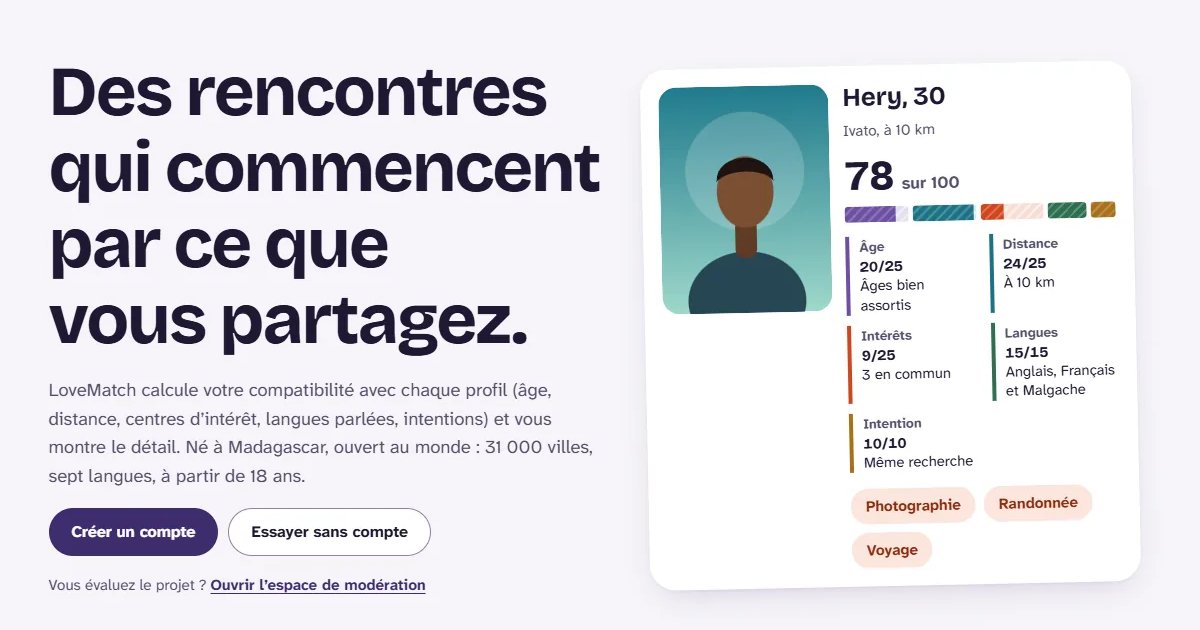 Des rencontres
qui commencent
par ce que
vous partagez.
LoveMatch calcule votre compatibilité avec chaque profil (âge,
distance, centres d’intérêt, langues parlées, intentions) et vous
montre le détail. Né à Madagascar, ouvert au monde : 31 000 villes,
sept langues, à partir de 18 ans.
Créer un compte
Essayer sans compte
Vous évaluez le projet ? Ouvrir l’espace de modération
Hery, 30
Ivato, à 10 km
78 sur 100
Âge
20/25
Âges bien
assortis
Distance
24/25
À 10 km
Intérêts
9/25
3 en commun
Langues
15/15
Anglais, Français
et Malgache
Intention
10/10
Même recherche
Photographie
Randonnée
Voyage